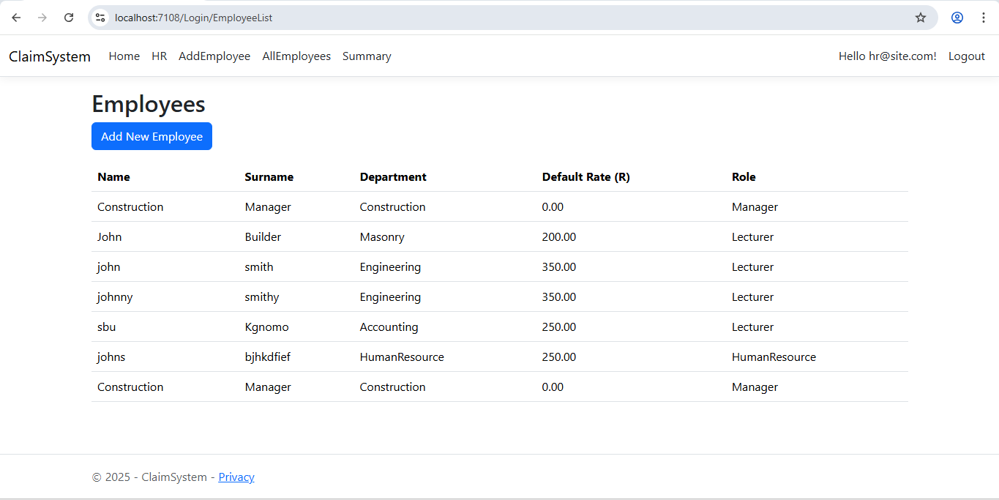 localhost:7108/Login/EmployeeList
ClaimSystem Home HR AddEmployee AllEmployees Summary Hello hr@site.com! Logout
Employees
Add New Employee
Name Surname Department Default Rate (R) Role
Construction Manager Construction 0.00 Manager
John Builder Masonry 200.00 Lecturer
john smith Engineering 350.00 Lecturer
johnny smithy Engineering 350.00 Lecturer
sbu Kgnomo Accounting 250.00 Lecturer
johns bjhkdfief HumanResource 250.00 HumanResource
Construction Manager Construction 0.00 Manager
© 2025 - ClaimSystem - Privacy